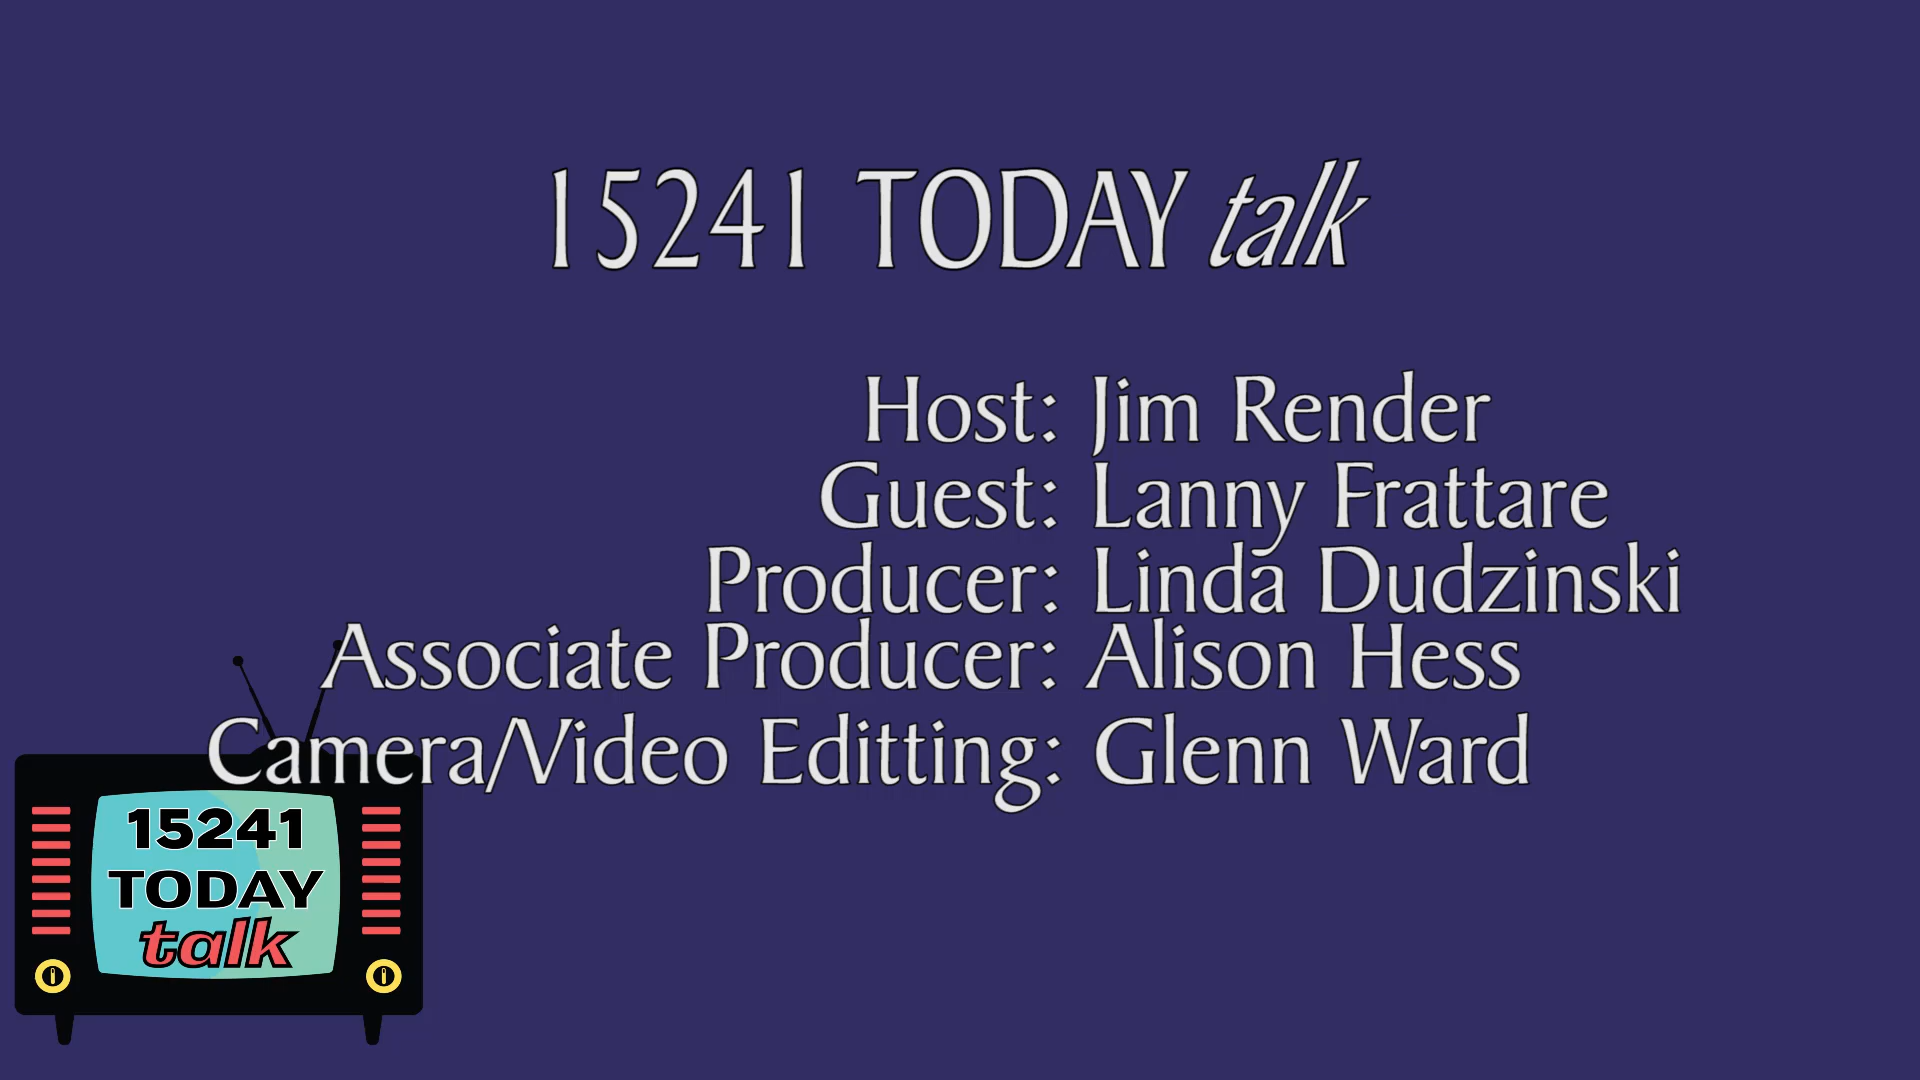 15241 TODAY talk
Host: Jim Render
Guest: Lanny Frattare
Producer: Linda Dudzinski
Associate Producer: Alison Hess
Camera/Video Editting: Glenn Ward
15241
TODAY
talk